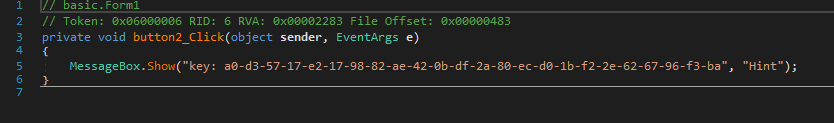 1 // basic.Form1
2 // Token: 0x06000006 RID: 6 RVA: 0x00002283 File Offset: 0x00000483
3 private void button2_Click(object sender, EventArgs e)
4 {
5     MessageBox.Show("key: a0-d3-57-17-e2-17-98-82-ae-42-0b-df-2a-80-ec-d0-1b-f2-2e-62-67-96-f3-ba", "Hint");
6 }
7